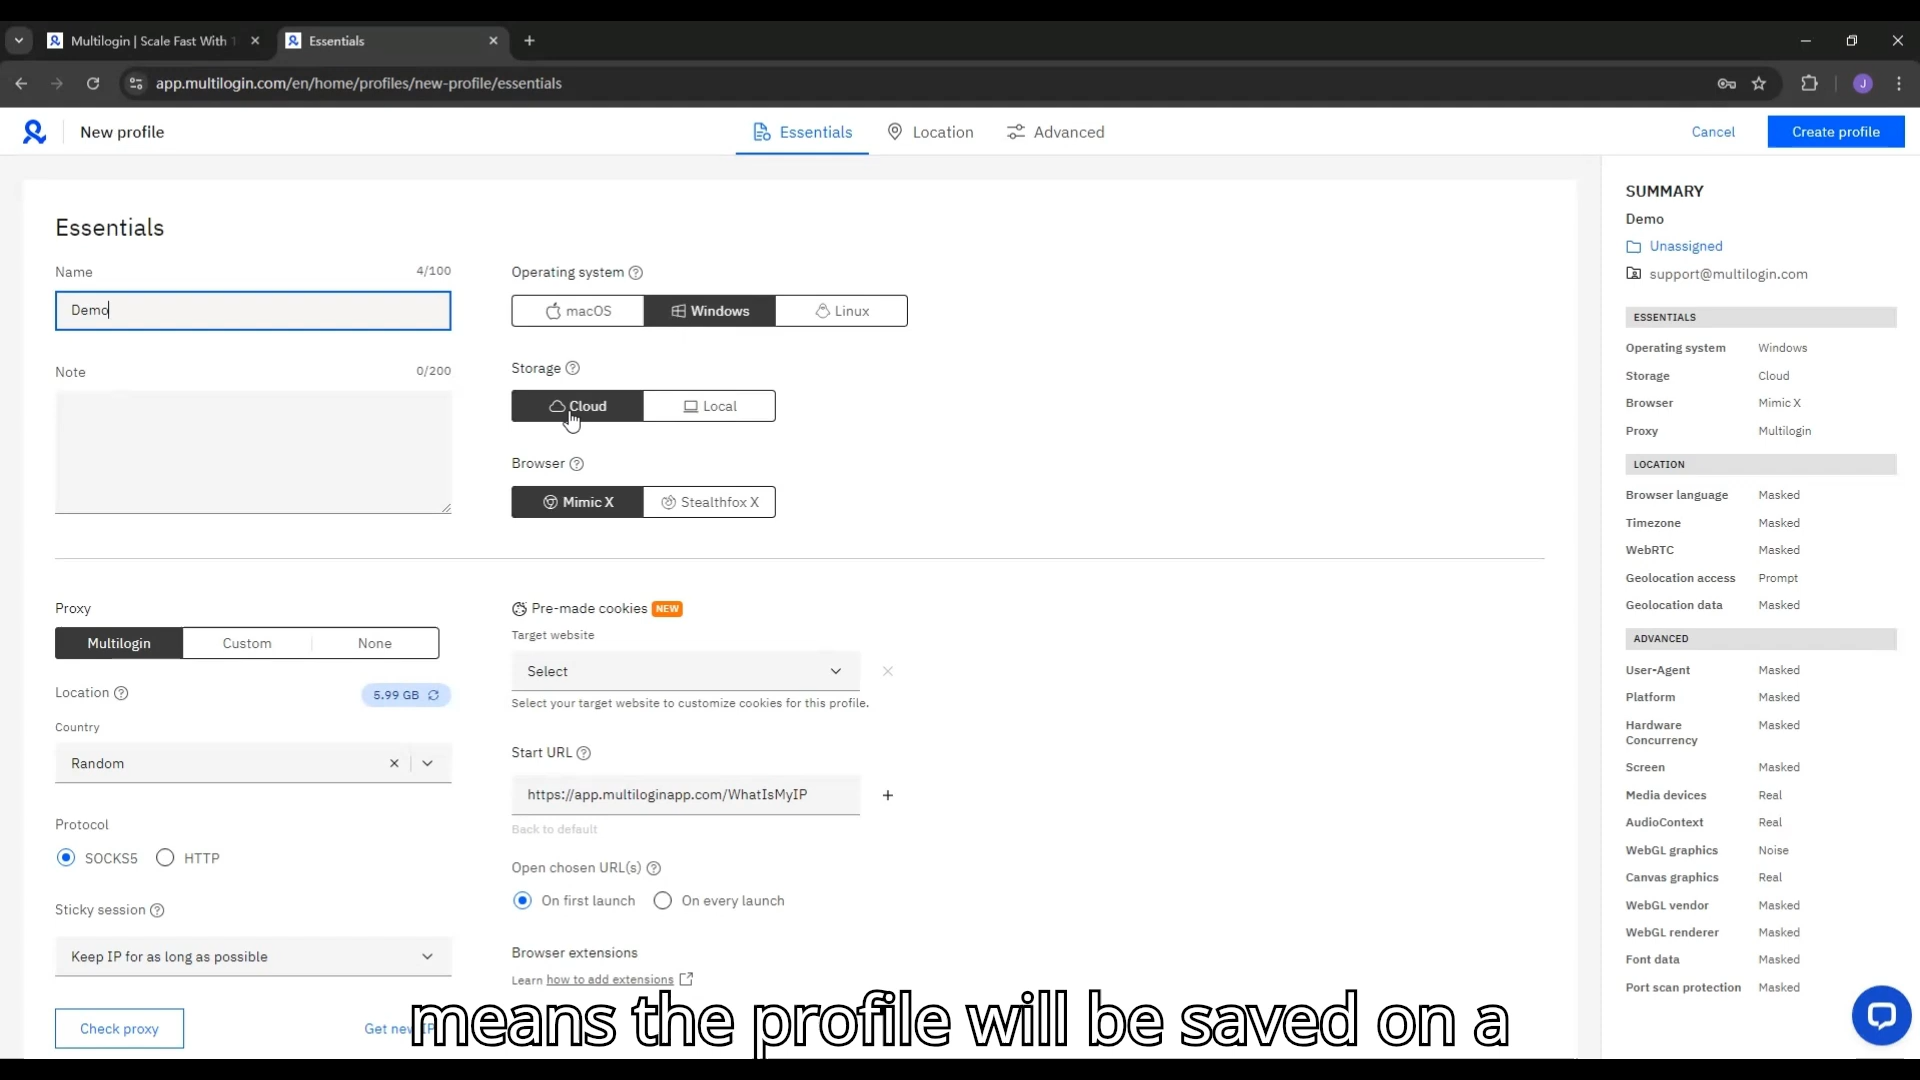 Multilogin | Scale Fast With
Essentials
app.multilogin.com/en/home/profiles/new-profile/essentials
J
New profile
Essentials
Location
Advanced
Cancel
Create profile
Essentials
Name
4/100
Demo
Note
0/200
Operating system
macOS
Windows
Linux
Storage
Cloud
Local
Browser
Mimic X
Stealthfox X
Proxy
Multilogin
Custom
None
Location
5.99 GB
Country
Random
Protocol
SOCKS5
HTTP
Sticky session
Keep IP for as long as possible
Check proxy
Get new IP
Pre-made cookies NEW
Target website
Select
Select your target website to customize cookies for this profile.
Start URL
https://app.multiloginapp.com/WhatIsMyIP
Back to default
Open chosen URL(s)
On first launch
On every launch
Browser extensions
Learn how to add extensions
SUMMARY
Demo
Unassigned
support@multilogin.com
ESSENTIALS
Operating system Windows
Storage Cloud
Browser Mimic X
Proxy Multilogin
LOCATION
Browser language Masked
Timezone Masked
WebRTC Masked
Geolocation access Prompt
Geolocation data Masked
ADVANCED
User-Agent Masked
Platform Masked
Hardware Concurrency Masked
Screen Masked
Media devices Real
AudioContext Real
WebGL graphics Noise
Canvas graphics Real
WebGL vendor Masked
WebGL renderer Masked
Font data Masked
Port scan protection Masked
means the profile will be saved on a